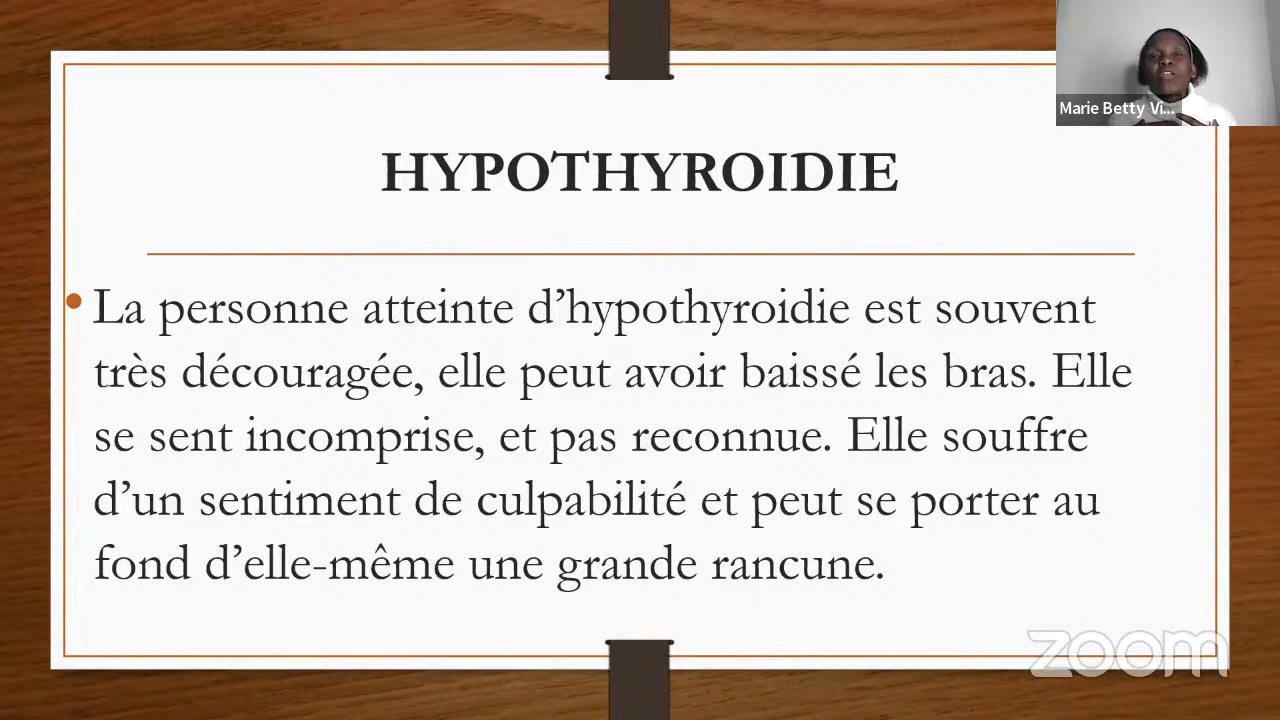 Marie Betty Vi...
HYPOTHYROIDIE
• La personne atteinte d’hypothyroidie est souvent
très découragée, elle peut avoir baissé les bras. Elle
se sent incomprise, et pas reconnue. Elle souffre
d’un sentiment de culpabilité et peut se porter au
fond d’elle-même une grande rancune.
zoom